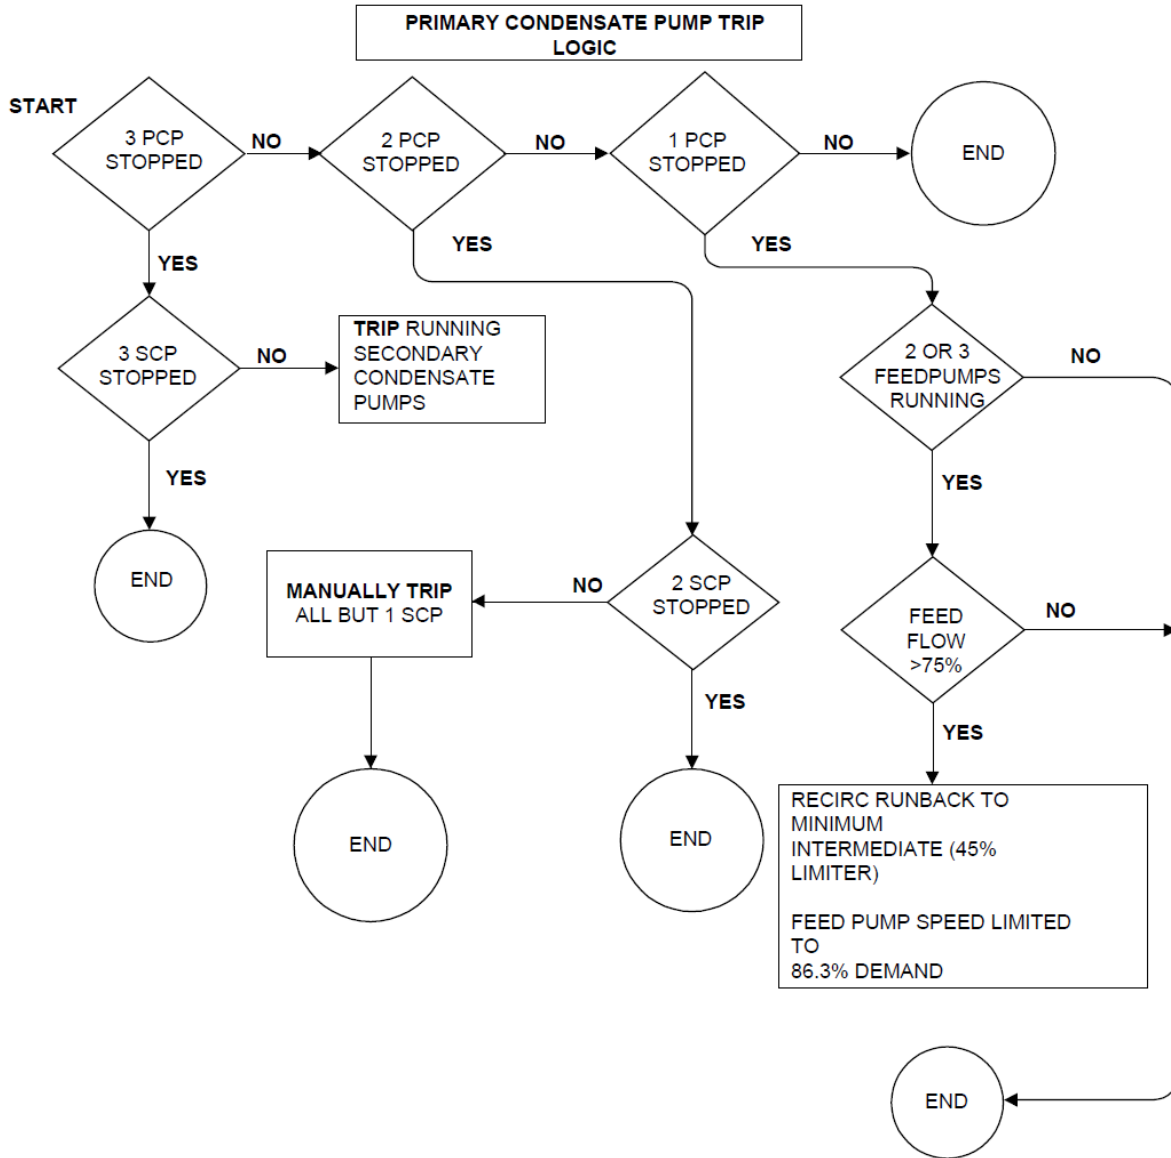 PRIMARY CONDENSATE PUMP TRIP
LOGIC
START
3 PCP
STOPPED
NO
2 PCP
STOPPED
NO
1 PCP
STOPPED
NO
END
YES
YES
YES
3 SCP
STOPPED
NO
TRIP RUNNING
SECONDARY
CONDENSATE
PUMPS
2 OR 3
FEEDPUMPS
RUNNING
NO
YES
YES
END
MANUALLY TRIP
ALL BUT 1 SCP
NO
2 SCP
STOPPED
FEED
FLOW
>75%
NO
YES
YES
END
END
RECIRC RUNBACK TO
MINIMUM
INTERMEDIATE (45%
LIMITER)
FEED PUMP SPEED LIMITED
TO
86.3% DEMAND
END